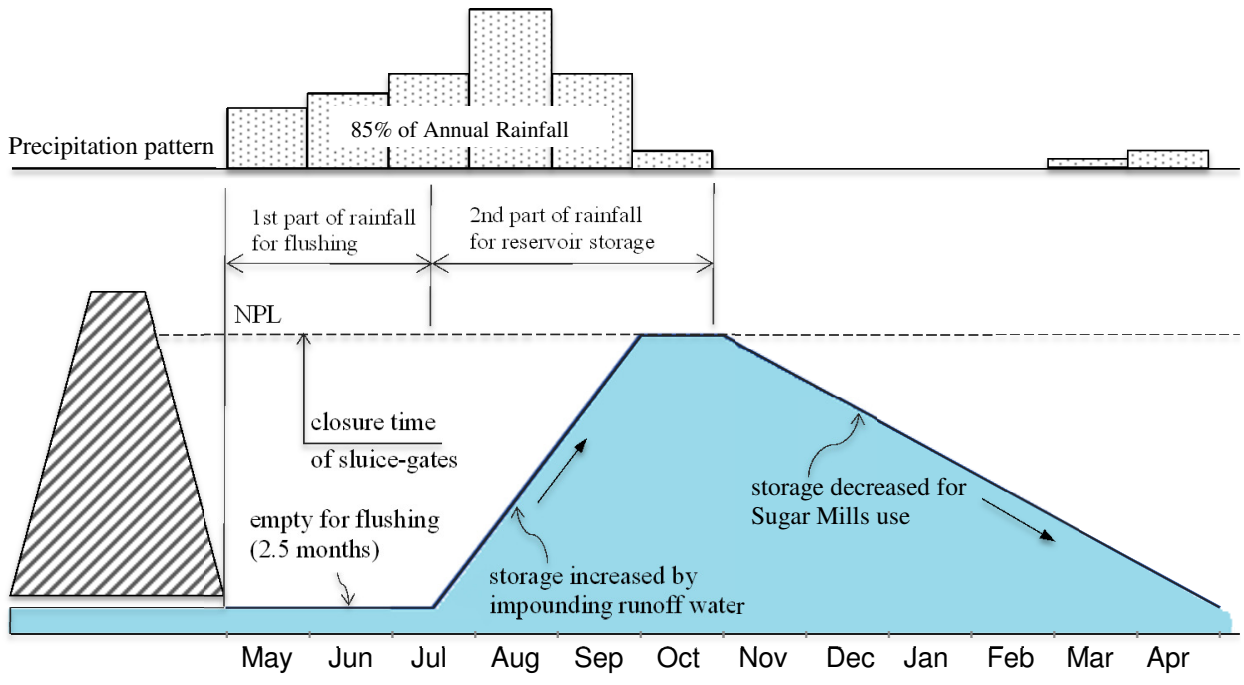 85% of Annual Rainfall
Precipitation pattern
1st part of rainfall
for flushing
2nd part of rainfall
for reservoir storage
NPL
closure time
of sluice-gates
empty for flushing
(2.5 months)
storage increased by
impounding runoff water
storage decreased for
Sugar Mills use
May Jun Jul Aug Sep Oct Nov Dec Jan Feb Mar Apr